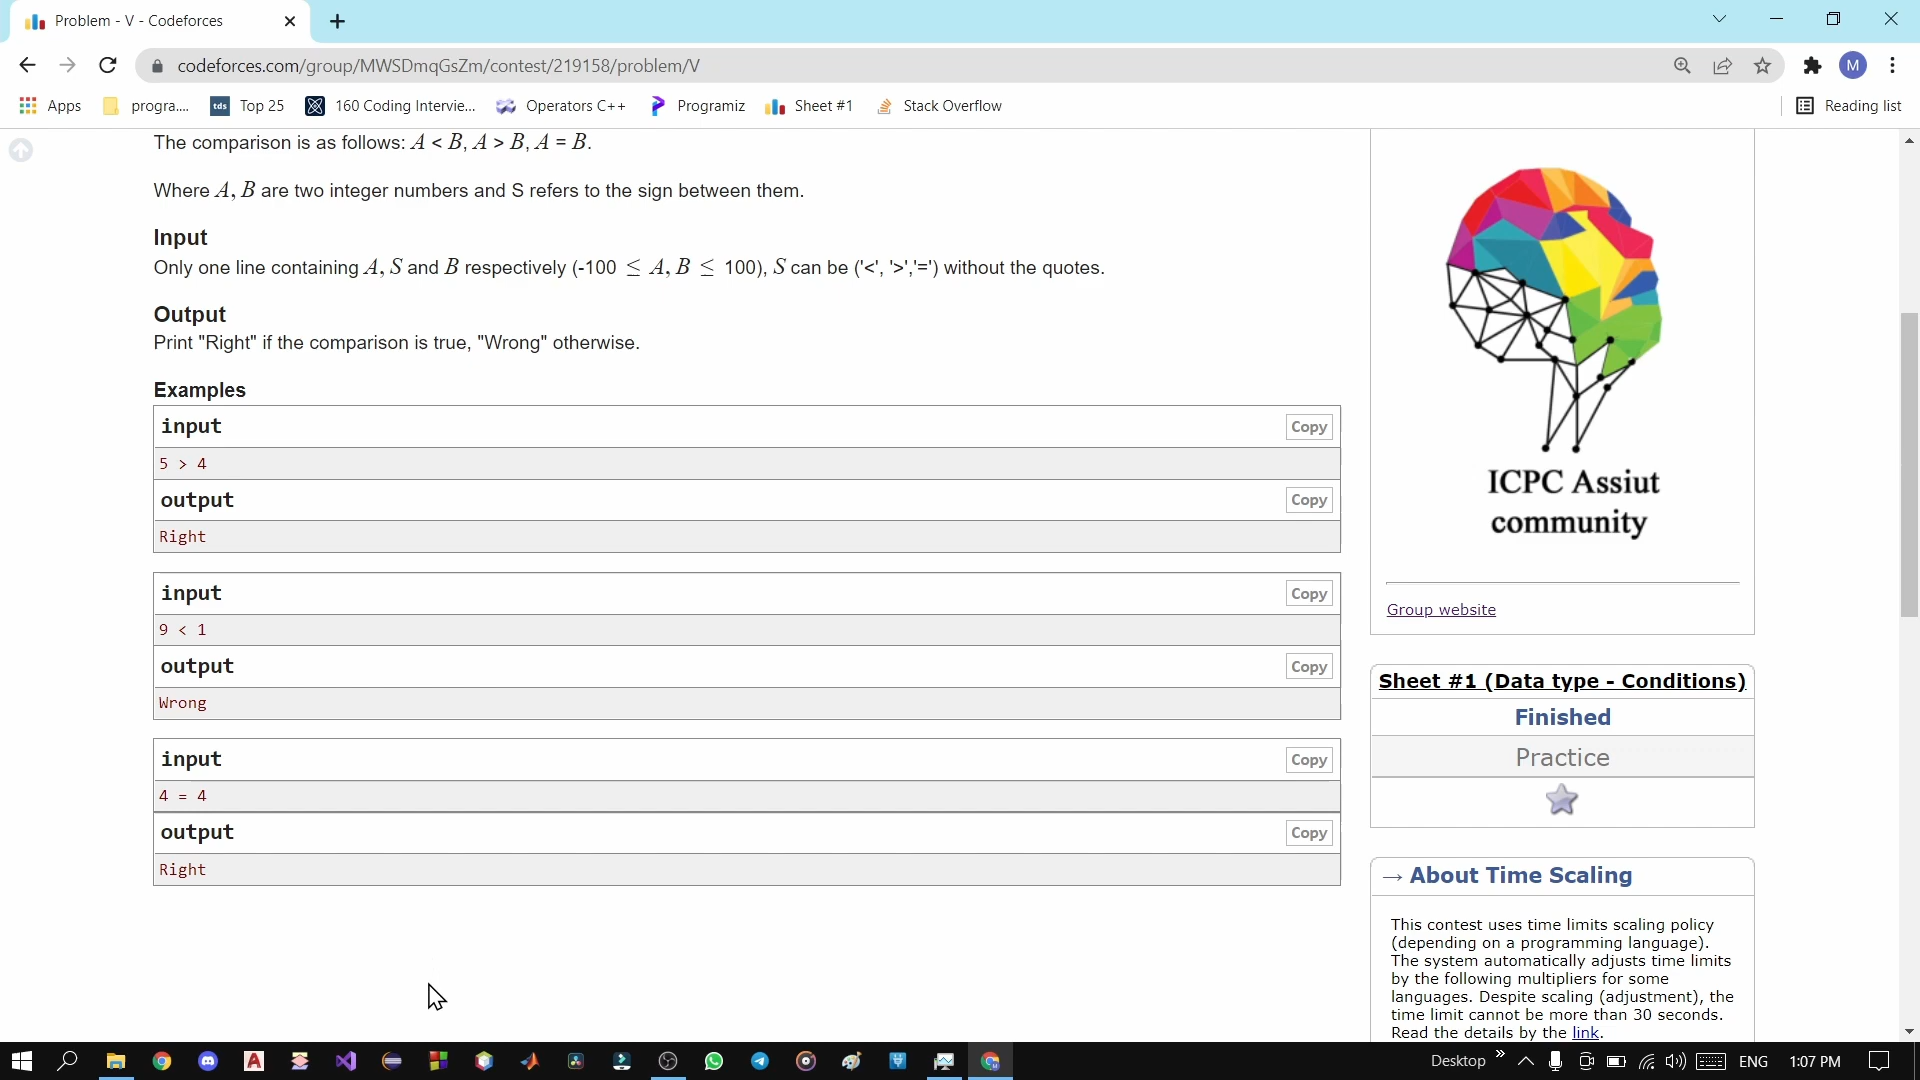 Problem - V - Codeforces
codeforces.com/group/MWSDmqGsZm/contest/219158/problem/V
M
Apps progra.... tds Top 25 160 Coding Intervie... Operators C++ Programiz Sheet #1 Stack Overflow Reading list
The comparison is as follows: A < B, A > B, A = B.
Where A, B are two integer numbers and S refers to the sign between them.
Input
Only one line containing A, S and B respectively (-100 ≤ A, B ≤ 100), S can be ('<', '>','=') without the quotes.
Output
Print "Right" if the comparison is true, "Wrong" otherwise.
Examples
input Copy
5 > 4
output Copy
Right
input Copy
9 < 1
output Copy
Wrong
input Copy
4 = 4
output Copy
Right
ICPC Assiut
community
Group website
Sheet #1 (Data type - Conditions)
Finished
Practice
→ About Time Scaling
This contest uses time limits scaling policy
(depending on a programming language).
The system automatically adjusts time limits
by the following multipliers for some
languages. Despite scaling (adjustment), the
time limit cannot be more than 30 seconds.
Read the details by the link.
Desktop » ENG 1:07 PM